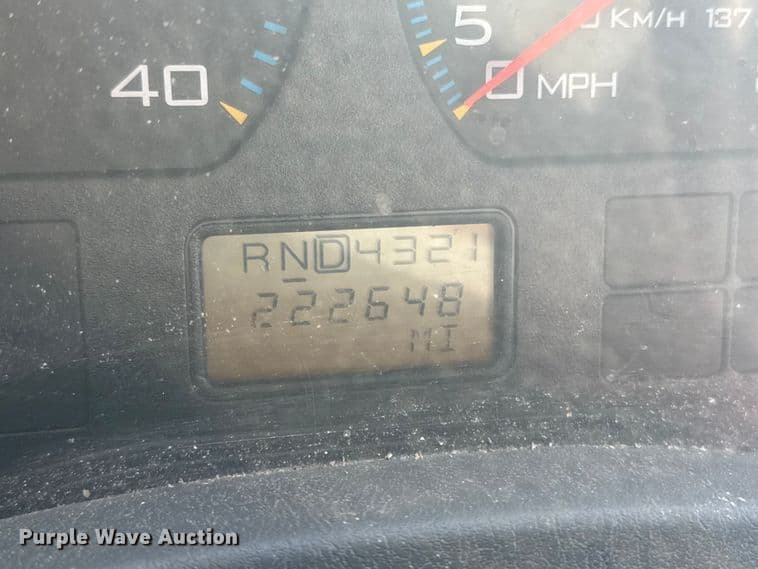 5
Km/h 137
40
0 MPH
RND4321
222648
MI
Purple Wave Auction